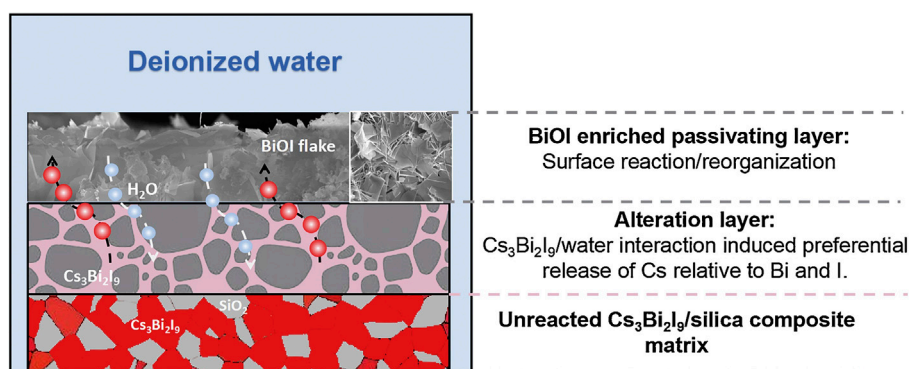 Deionized water
BiOI flake
H₂O
Cs₃Bi₂I₉
SiO₂
Cs₃Bi₂I₉
BiOI enriched passivating layer:
Surface reaction/reorganization
Alteration layer:
Cs₃Bi₂I₉/water interaction induced preferential
release of Cs relative to Bi and I.
Unreacted Cs₃Bi₂I₉/silica composite
matrix